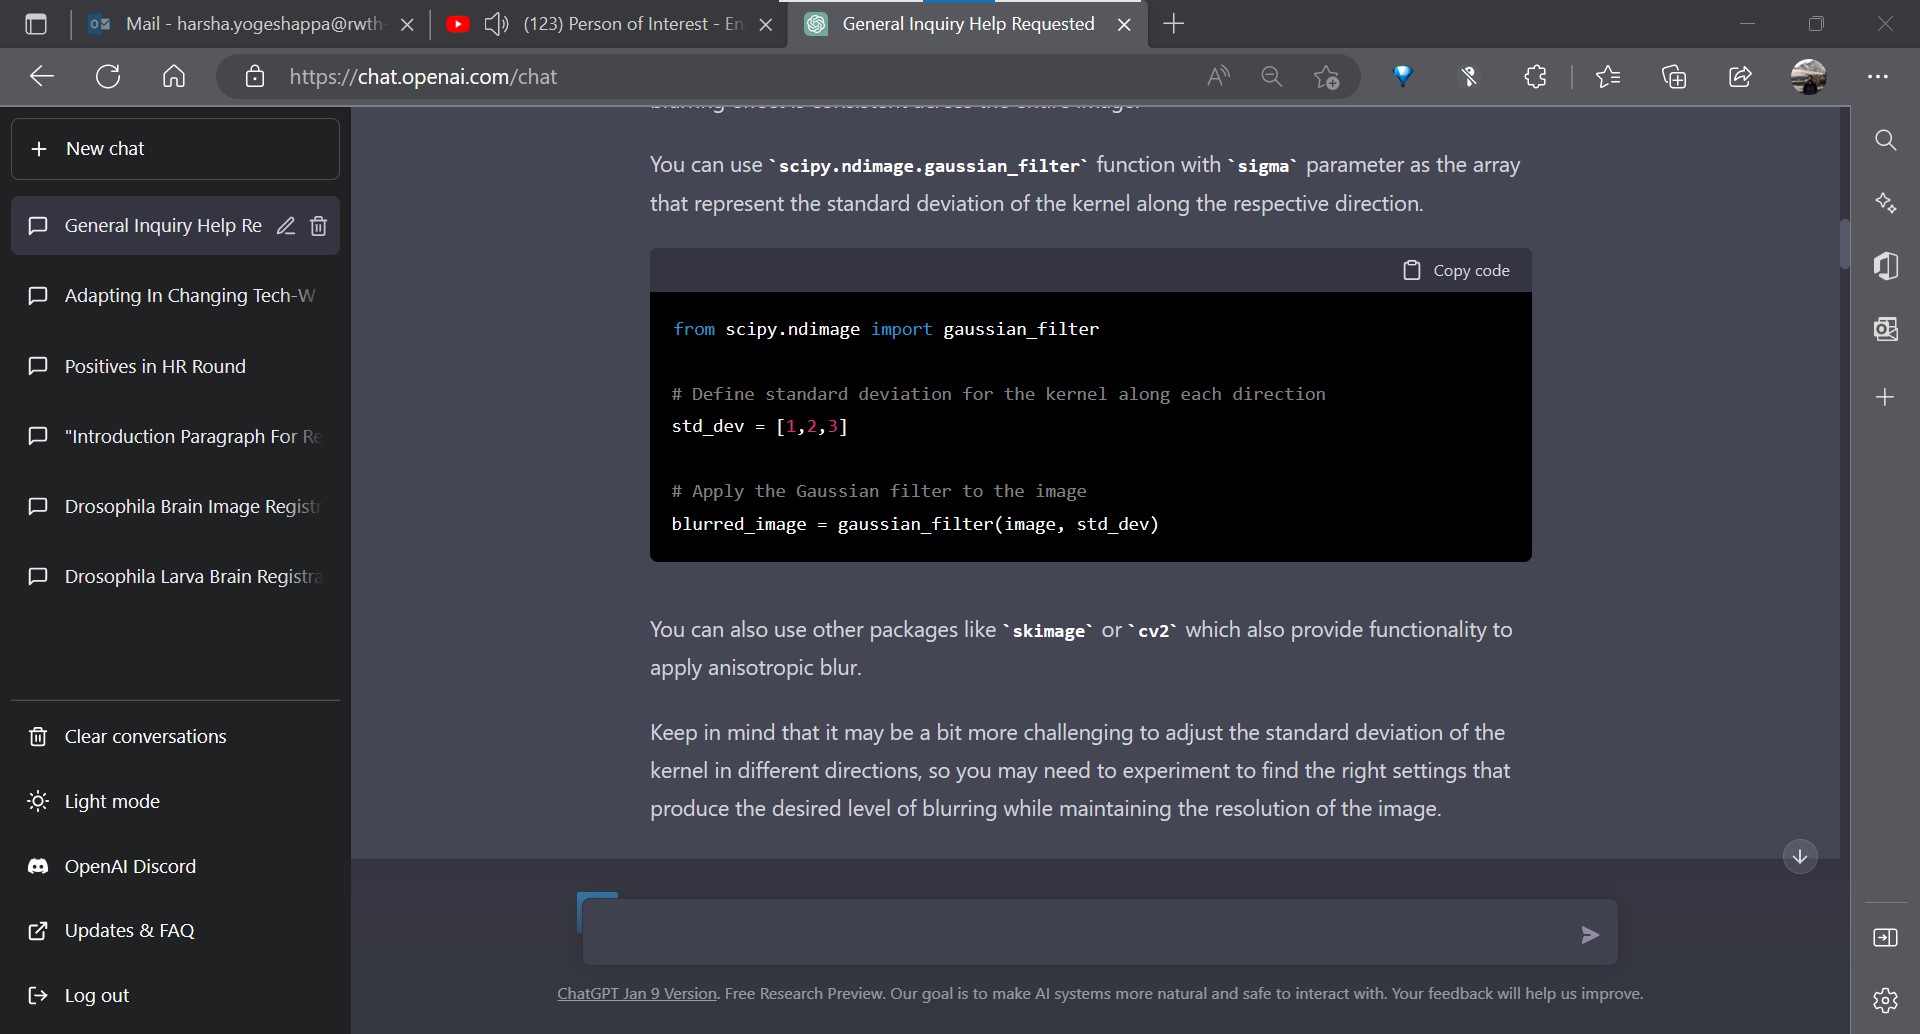 Mail - harsha.yogeshappa@rwth-
(123) Person of Interest - En
General Inquiry Help Requested
https://chat.openai.com/chat
New chat
General Inquiry Help Re
Adapting In Changing Tech-W
Positives in HR Round
"Introduction Paragraph For Re
Drosophila Brain Image Registr
Drosophila Larva Brain Registra
Clear conversations
Light mode
OpenAI Discord
Updates & FAQ
Log out
blurring effect is consistent across the entire image.
You can use `scipy.ndimage.gaussian_filter` function with `sigma` parameter as the array
that represent the standard deviation of the kernel along the respective direction.
Copy code
from scipy.ndimage import gaussian_filter
# Define standard deviation for the kernel along each direction
std_dev = [1,2,3]
# Apply the Gaussian filter to the image
blurred_image = gaussian_filter(image, std_dev)
You can also use other packages like `skimage` or `cv2` which also provide functionality to
apply anisotropic blur.
Keep in mind that it may be a bit more challenging to adjust the standard deviation of the
kernel in different directions, so you may need to experiment to find the right settings that
produce the desired level of blurring while maintaining the resolution of the image.
ChatGPT Jan 9 Version. Free Research Preview. Our goal is to make AI systems more natural and safe to interact with. Your feedback will help us improve.